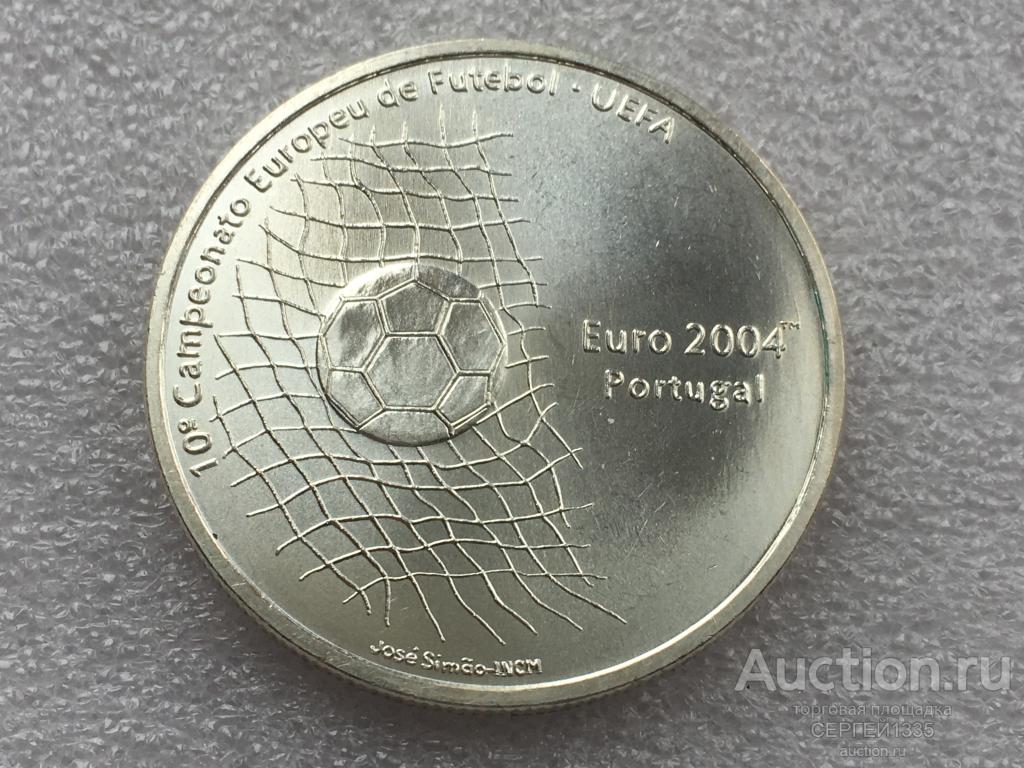 10º Campeonato Europeu de Futebol · UEFA
Euro 2004™
Portugal
José Simão-INCM
Auction.ru
торговая площадка
СЕРГЕЙ1335
auction.ru